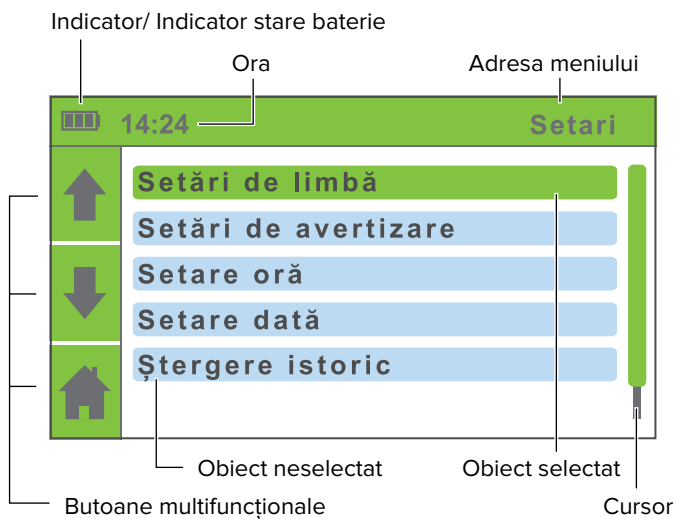 Indicator/ Indicator stare baterie
Ora
Adresa meniului
14:24
Setari
Setări de limbă
Setări de avertizare
Setare oră
Setare dată
Ștergere istoric
Obiect neselectat
Obiect selectat
Butoane multifuncționale
Cursor